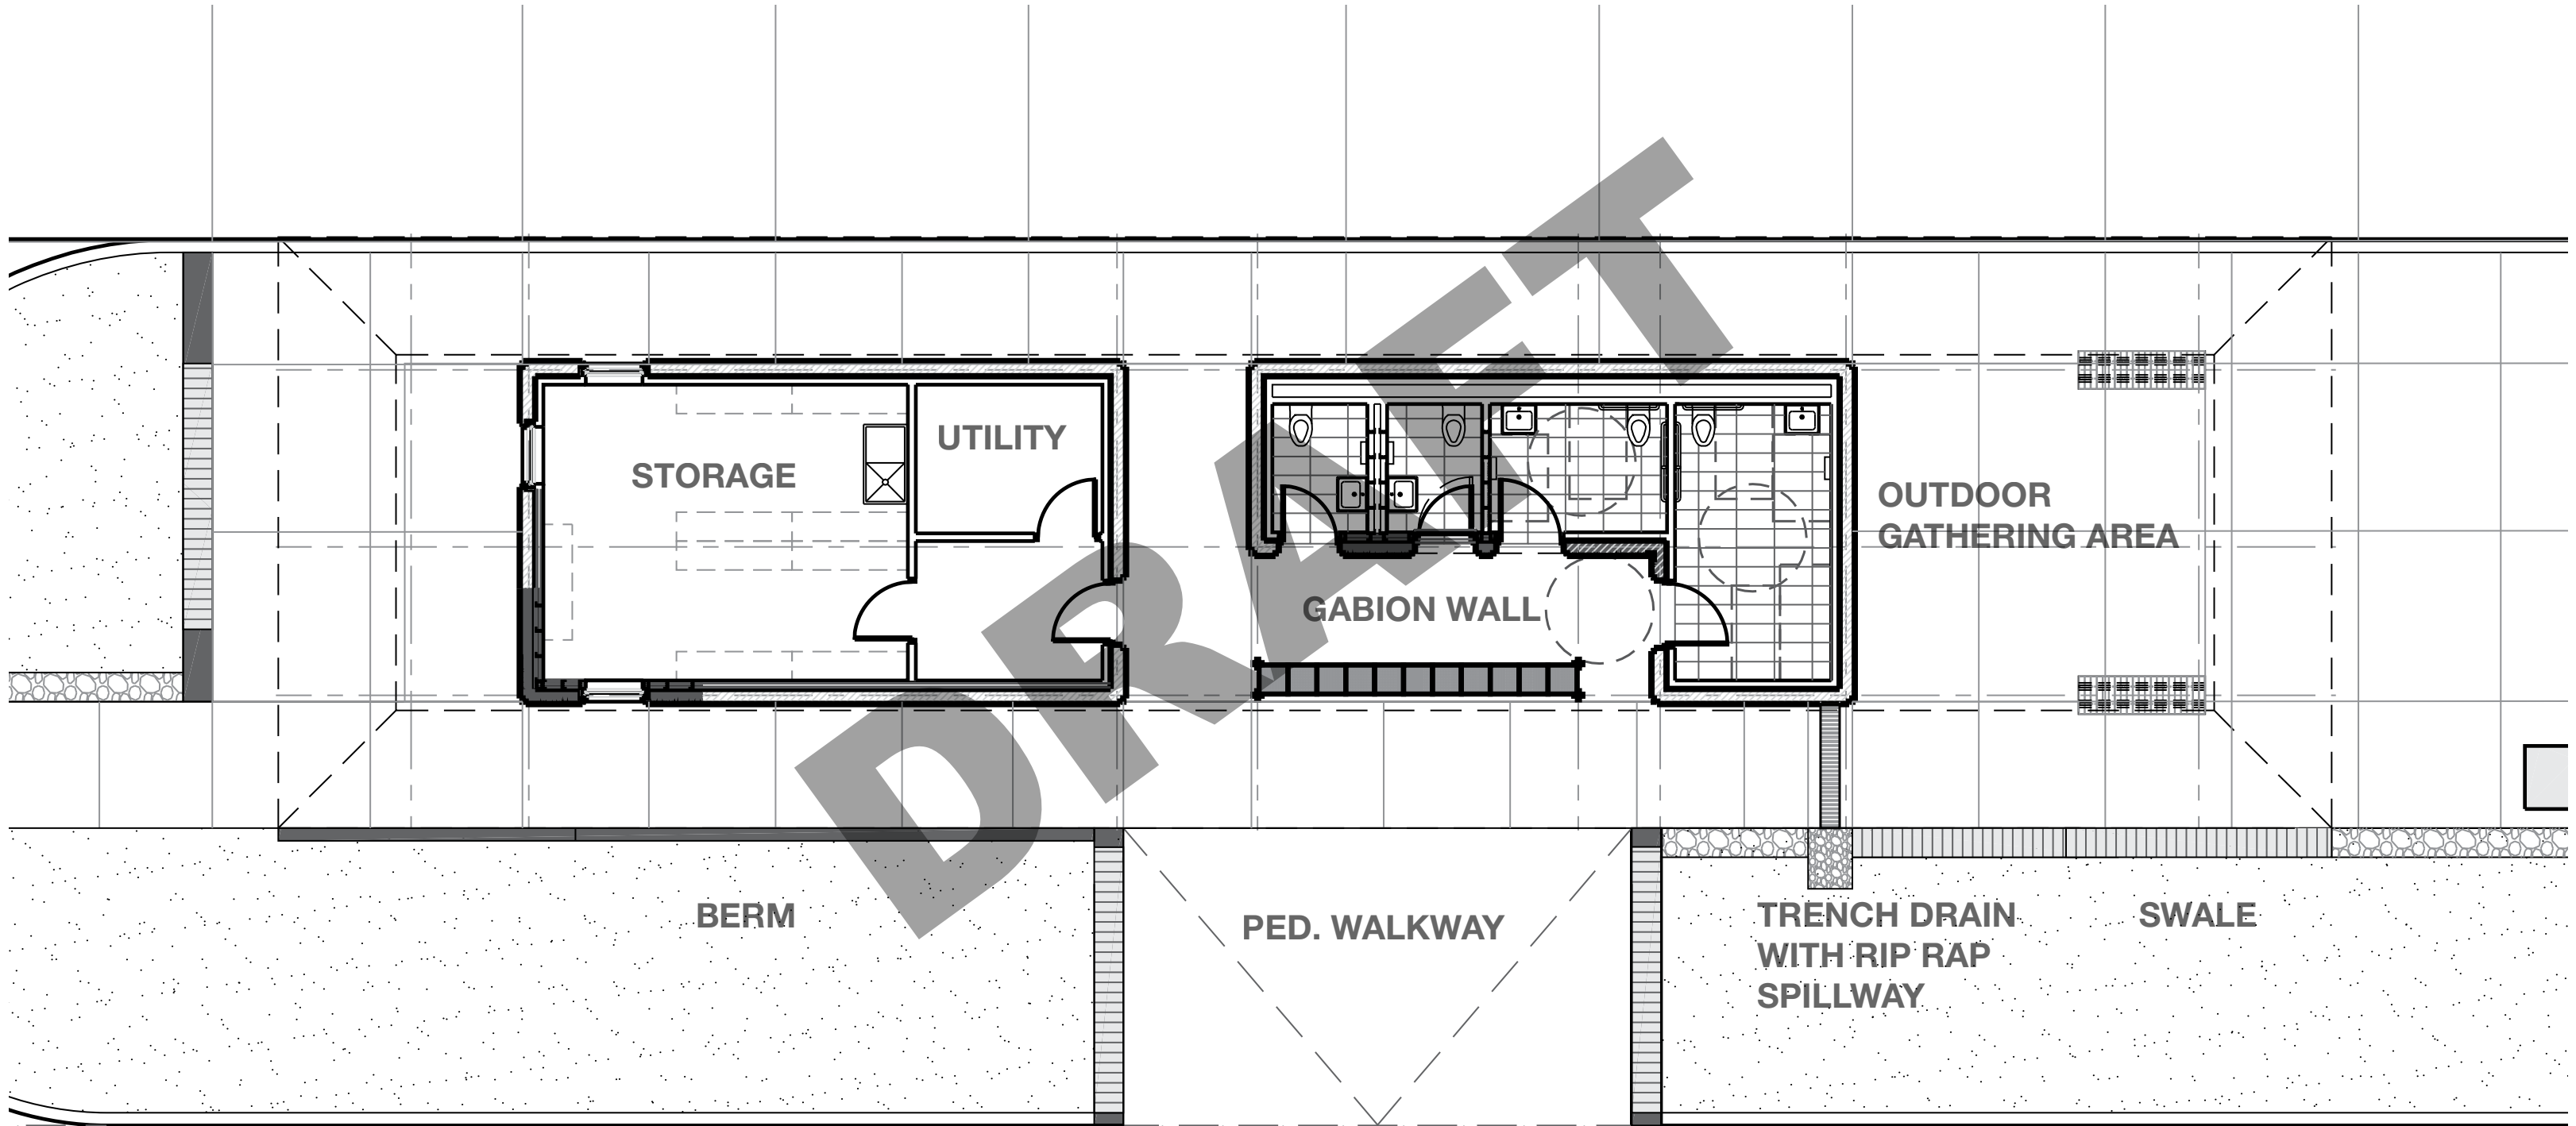 UTILITY
STORAGE
OUTDOOR
GATHERING AREA
GABION WALL
DRAFT
BERM
PED. WALKWAY
TRENCH DRAIN
WITH RIP RAP
SPILLWAY
SWALE